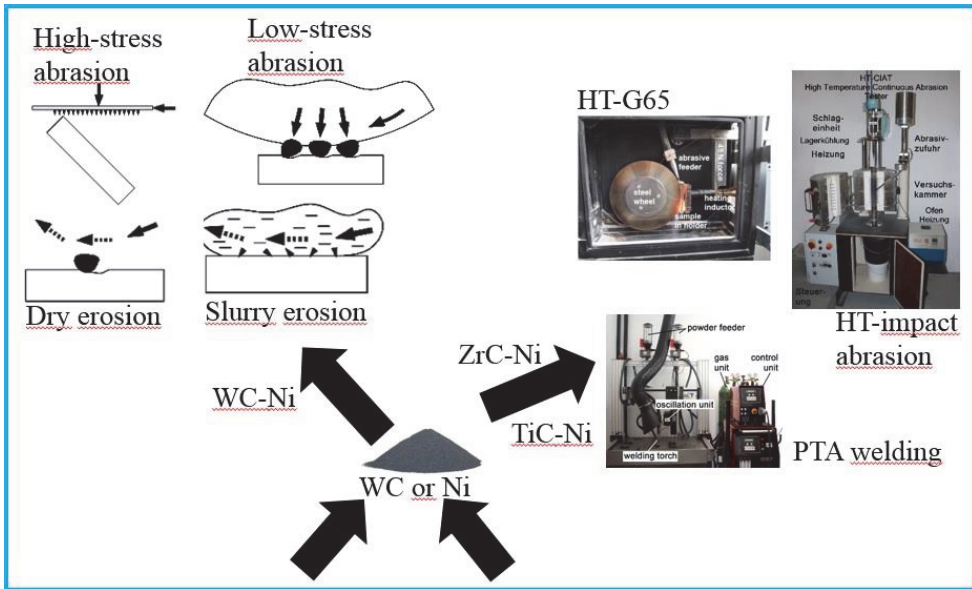 High-stress
abrasion
Low-stress
abrasion
Dry erosion
Slurry erosion
HT-G65
abrasive
feeder
45 N force
steel
wheel
heating
inductor
sample
in holder
HT-CIAT
High Temperature Continuous Abrasion
Tester
Schlag-
einheit
Lagerkühlung
Heizung
Abrasiv-
zufuhr
Versuchs-
kammer
Ofen
Heizung
Steuer-
ung
HT-impact
abrasion
WC-Ni
ZrC-Ni
TiC-Ni
powder feeder
gas
unit
control
unit
oscillation unit
welding torch
PTA welding
WC or Ni